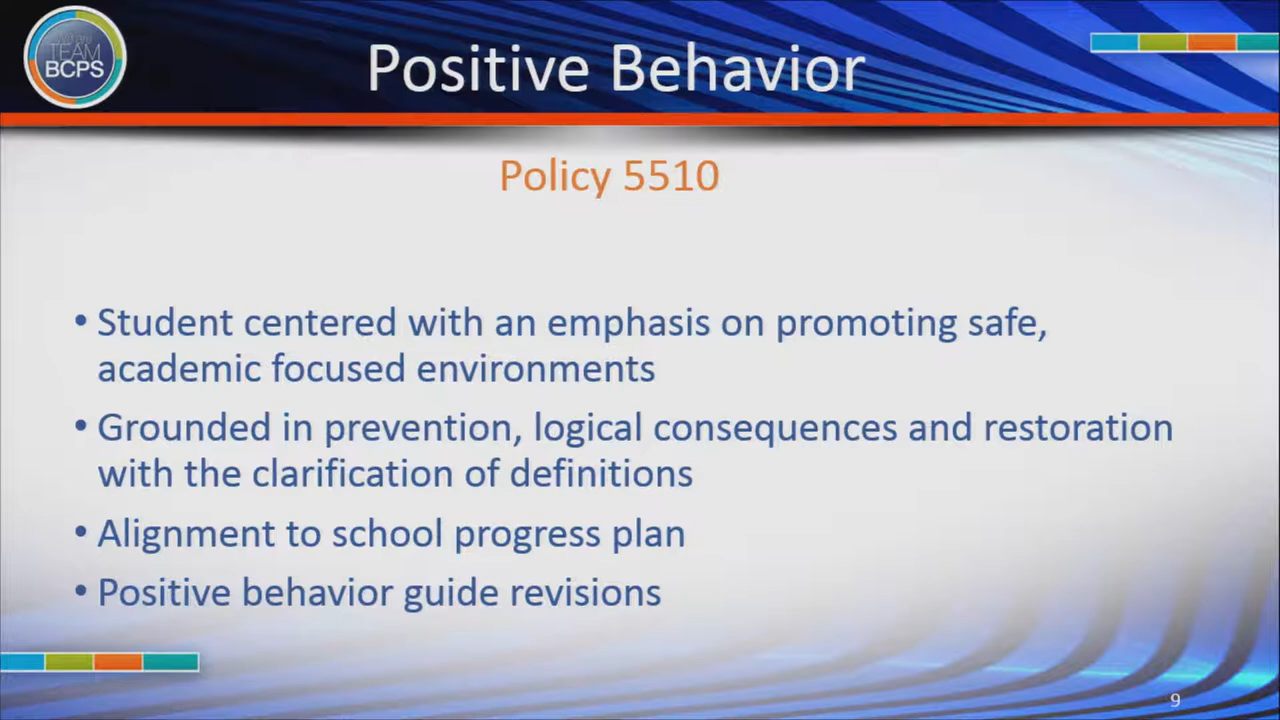 TEAM
BCPS
Positive Behavior
Policy 5510
• Student centered with an emphasis on promoting safe,
academic focused environments
• Grounded in prevention, logical consequences and restoration
with the clarification of definitions
• Alignment to school progress plan
• Positive behavior guide revisions
9